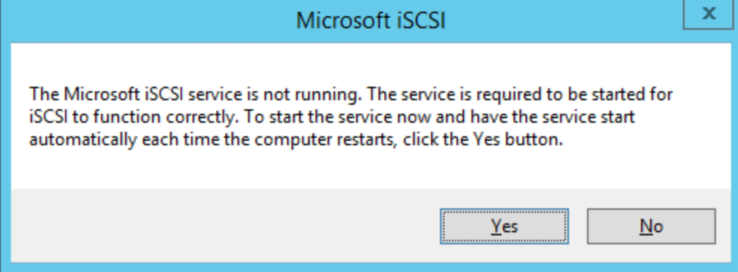 Microsoft iSCSI
x
The Microsoft iSCSI service is not running. The service is required to be started for
iSCSI to function correctly. To start the service now and have the service start
automatically each time the computer restarts, click the Yes button.
Yes
No